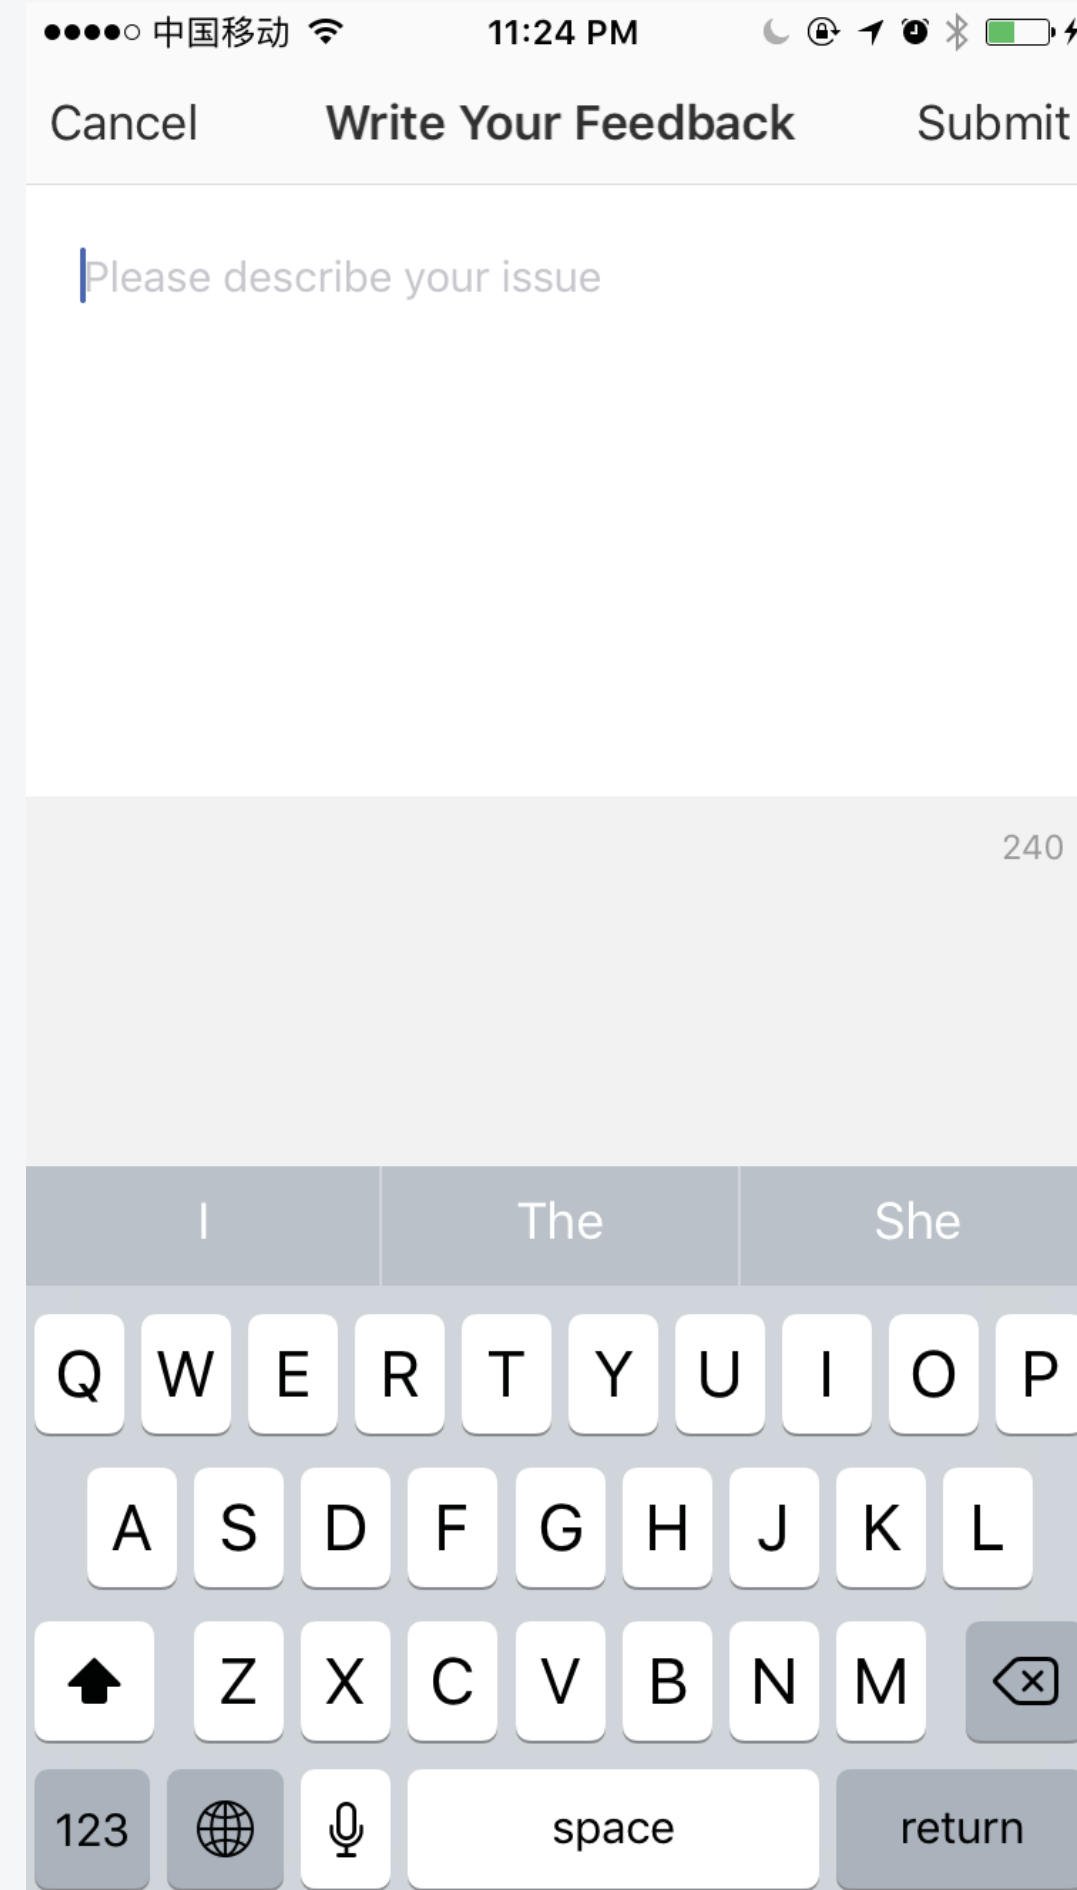 中国移动 11:24 PM
Cancel Write Your Feedback Submit
Please describe your issue
240
I The She
Q W E R T Y U I O P
A S D F G H J K L
Z X C V B N M
123 space return